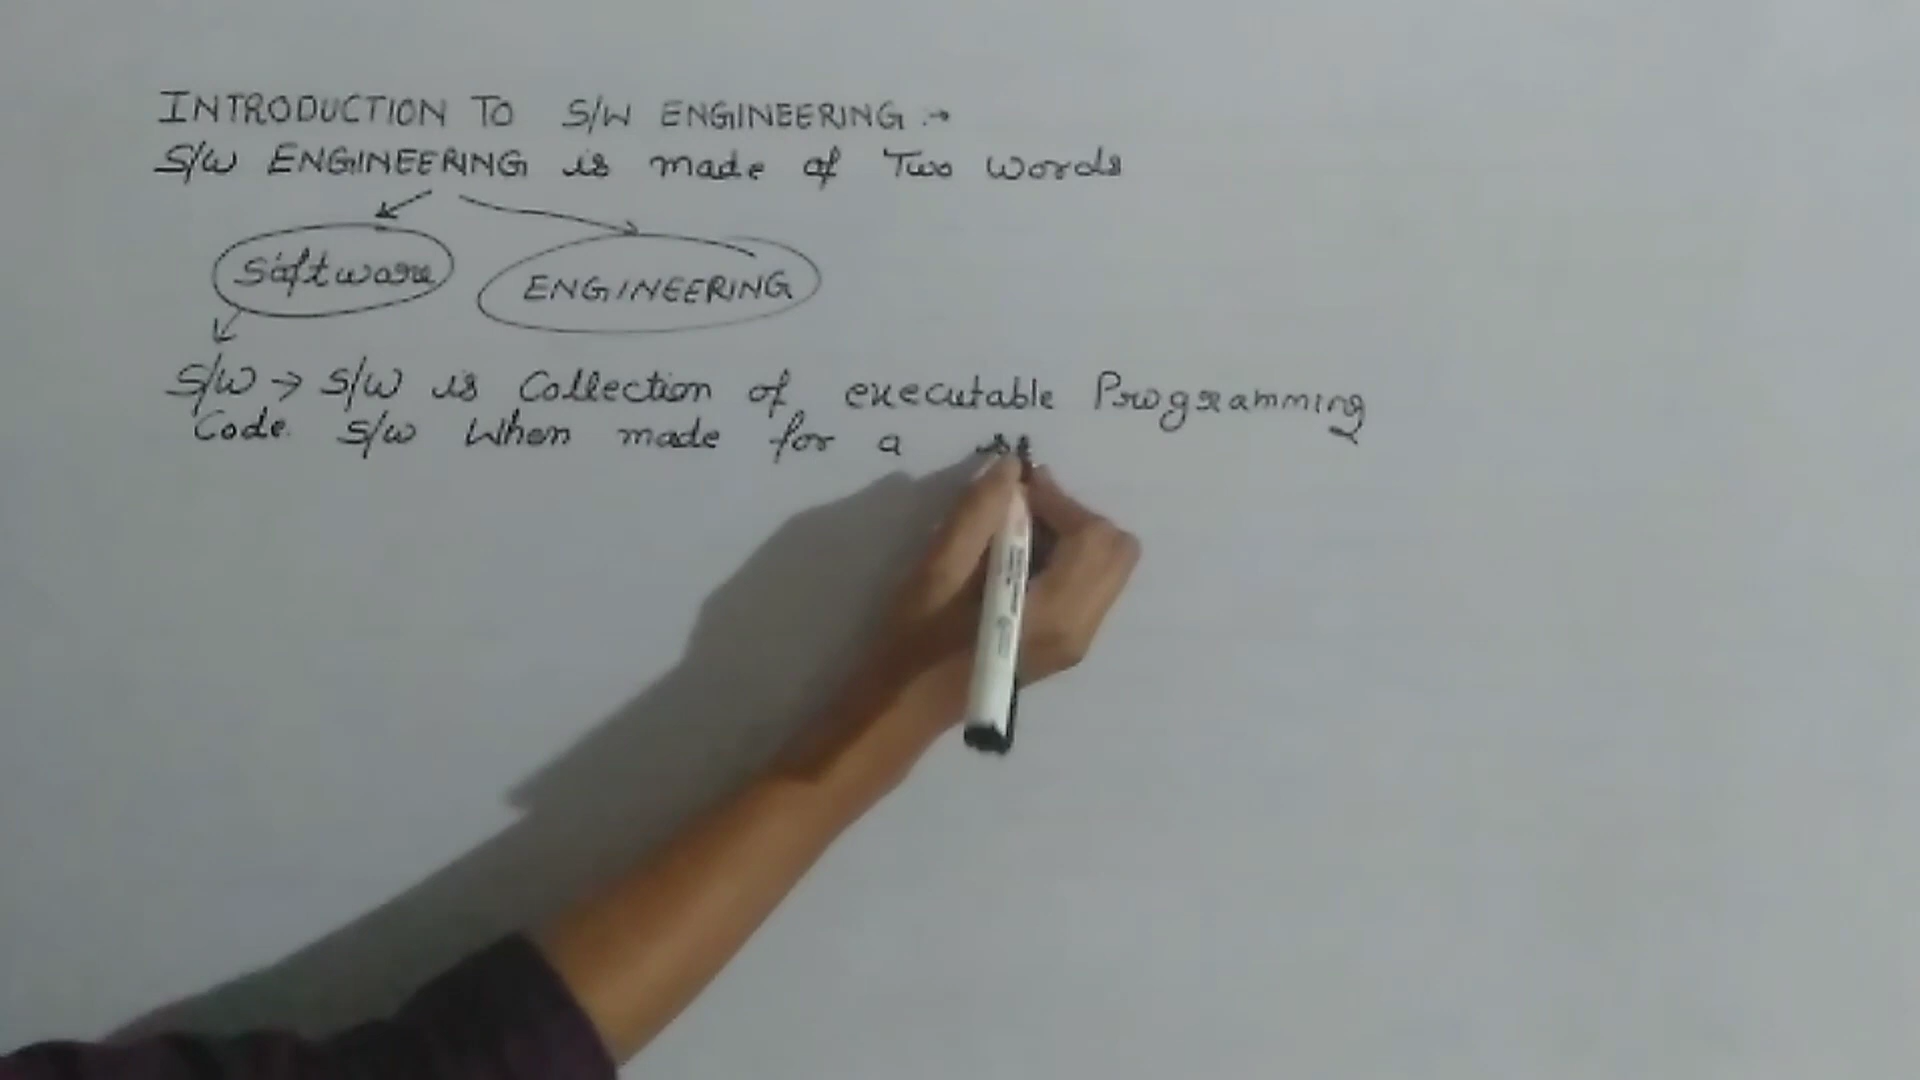 INTRODUCTION TO S/W ENGINEERING :-
S/W ENGINEERING is made of Two words
Software ENGINEERING
S/W → S/W is Collection of executable Programming
Code. S/W When made for a